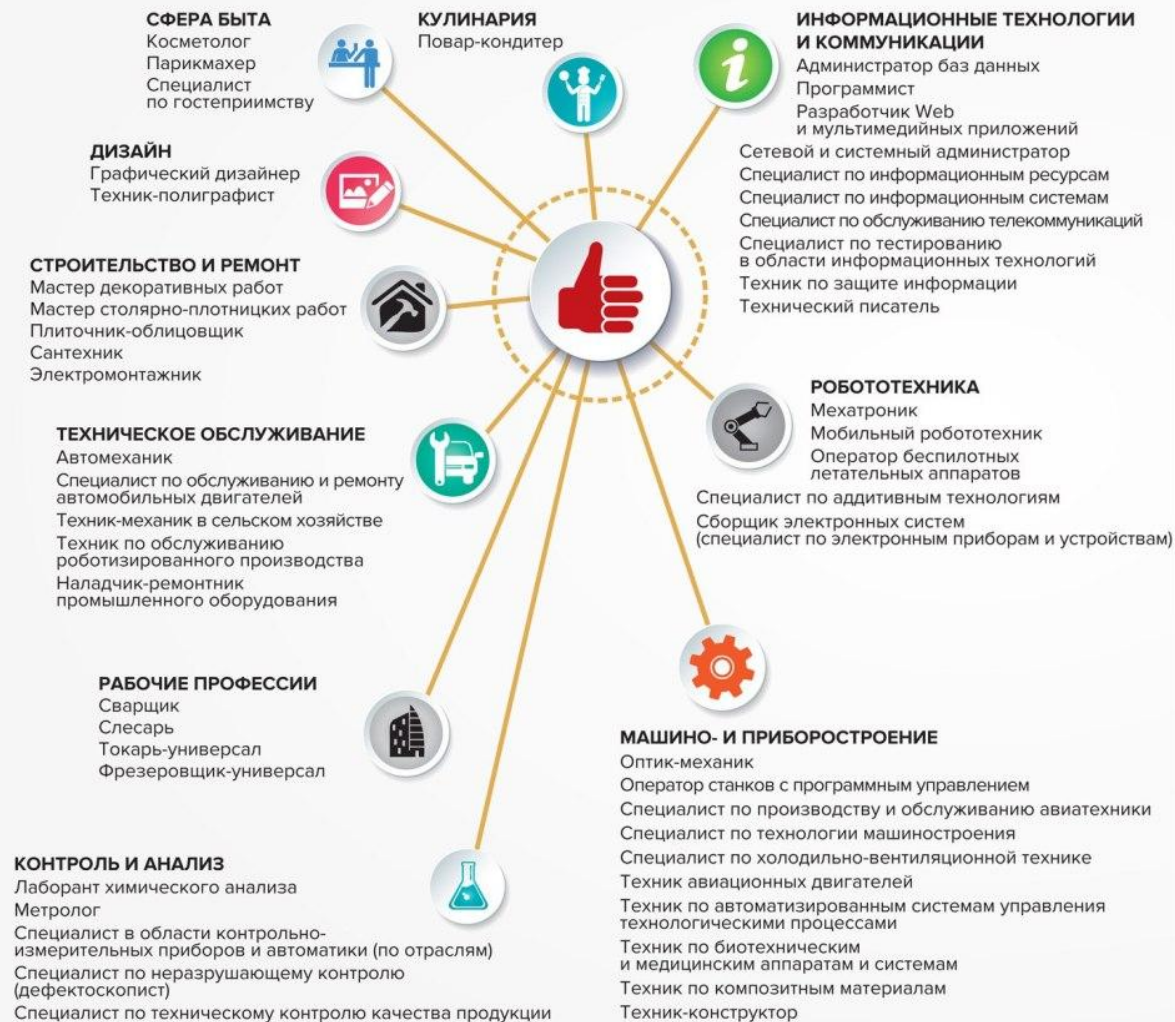 СФЕРА БЫТА
Косметолог
Парикмахер
Специалист
по гостеприимству
КУЛИНАРИЯ
Повар-кондитер
ИНФОРМАЦИОННЫЕ ТЕХНОЛОГИИ
И КОММУНИКАЦИИ
Администратор баз данных
Программист
Разработчик Web
и мультимедийных приложений
Сетевой и системный администратор
Специалист по информационным ресурсам
Специалист по информационным системам
Специалист по обслуживанию телекоммуникаций
Специалист по тестированию
в области информационных технологий
Техник по защите информации
Технический писатель
ДИЗАЙН
Графический дизайнер
Техник-полиграфист
СТРОИТЕЛЬСТВО И РЕМОНТ
Мастер декоративных работ
Мастер столярно-плотницких работ
Плиточник-облицовщик
Сантехник
Электромонтажник
РОБОТОТЕХНИКА
Мехатроник
Мобильный робототехник
Оператор беспилотных
летательных аппаратов
Специалист по аддитивным технологиям
Сборщик электронных систем
(специалист по электронным приборам и устройствам)
ТЕХНИЧЕСКОЕ ОБСЛУЖИВАНИЕ
Автомеханик
Специалист по обслуживанию и ремонту
автомобильных двигателей
Техник-механик в сельском хозяйстве
Техник по обслуживанию
роботизированного производства
Наладчик-ремонтник
промышленного оборудования
РАБОЧИЕ ПРОФЕССИИ
Сварщик
Слесарь
Токарь-универсал
Фрезеровщик-универсал
МАШИНО- И ПРИБОРОСТРОЕНИЕ
Оптик-механик
Оператор станков с программным управлением
Специалист по производству и обслуживанию авиатехники
Специалист по технологии машиностроения
Специалист по холодильно-вентиляционной технике
Техник авиационных двигателей
Техник по автоматизированным системам управления
технологическими процессами
Техник по биотехническим
и медицинским аппаратам и системам
Техник по композитным материалам
Техник-конструктор
КОНТРОЛЬ И АНАЛИЗ
Лаборант химического анализа
Метролог
Специалист в области контрольно-
измерительных приборов и автоматики (по отраслям)
Специалист по неразрушающему контролю
(дефектоскопист)
Специалист по техническому контролю качества продукции